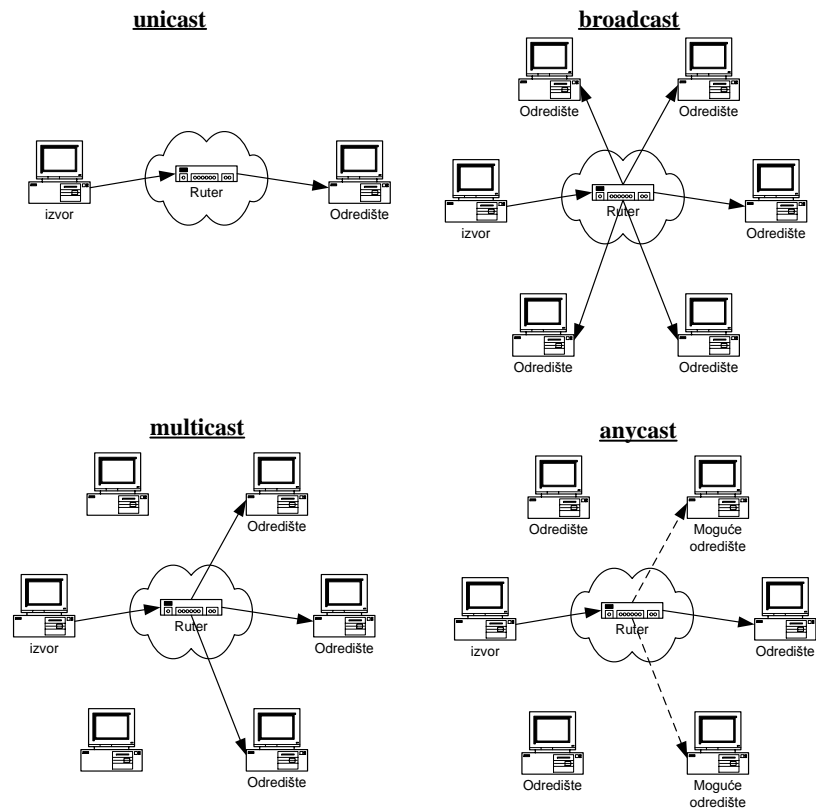 unicast
izvor
Ruter
Odredište
broadcast
Odredište
Odredište
izvor
Ruter
Odredište
Odredište
Odredište
multicast
Odredište
izvor
Ruter
Odredište
Odredište
anycast
Odredište
Moguće
odredište
izvor
Ruter
Odredište
Odredište
Moguće
odredište